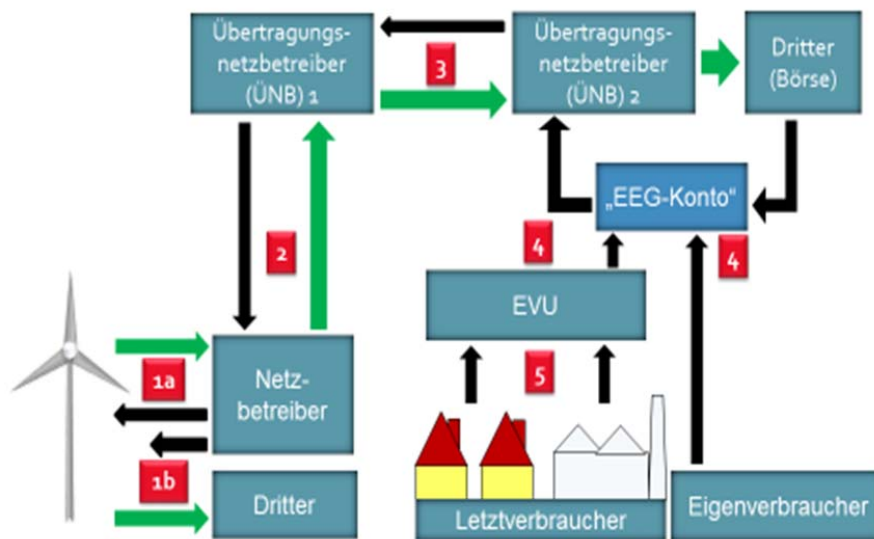 Übertragungs-
netzbetreiber
(ÜNB) 1
3
Übertragungs-
netzbetreiber
(ÜNB) 2
Dritter
(Börse)
„EEG-Konto“
2
4
4
EVU
1a
Netz-
betreiber
5
1b
Dritter
Letztverbraucher
Eigenverbraucher